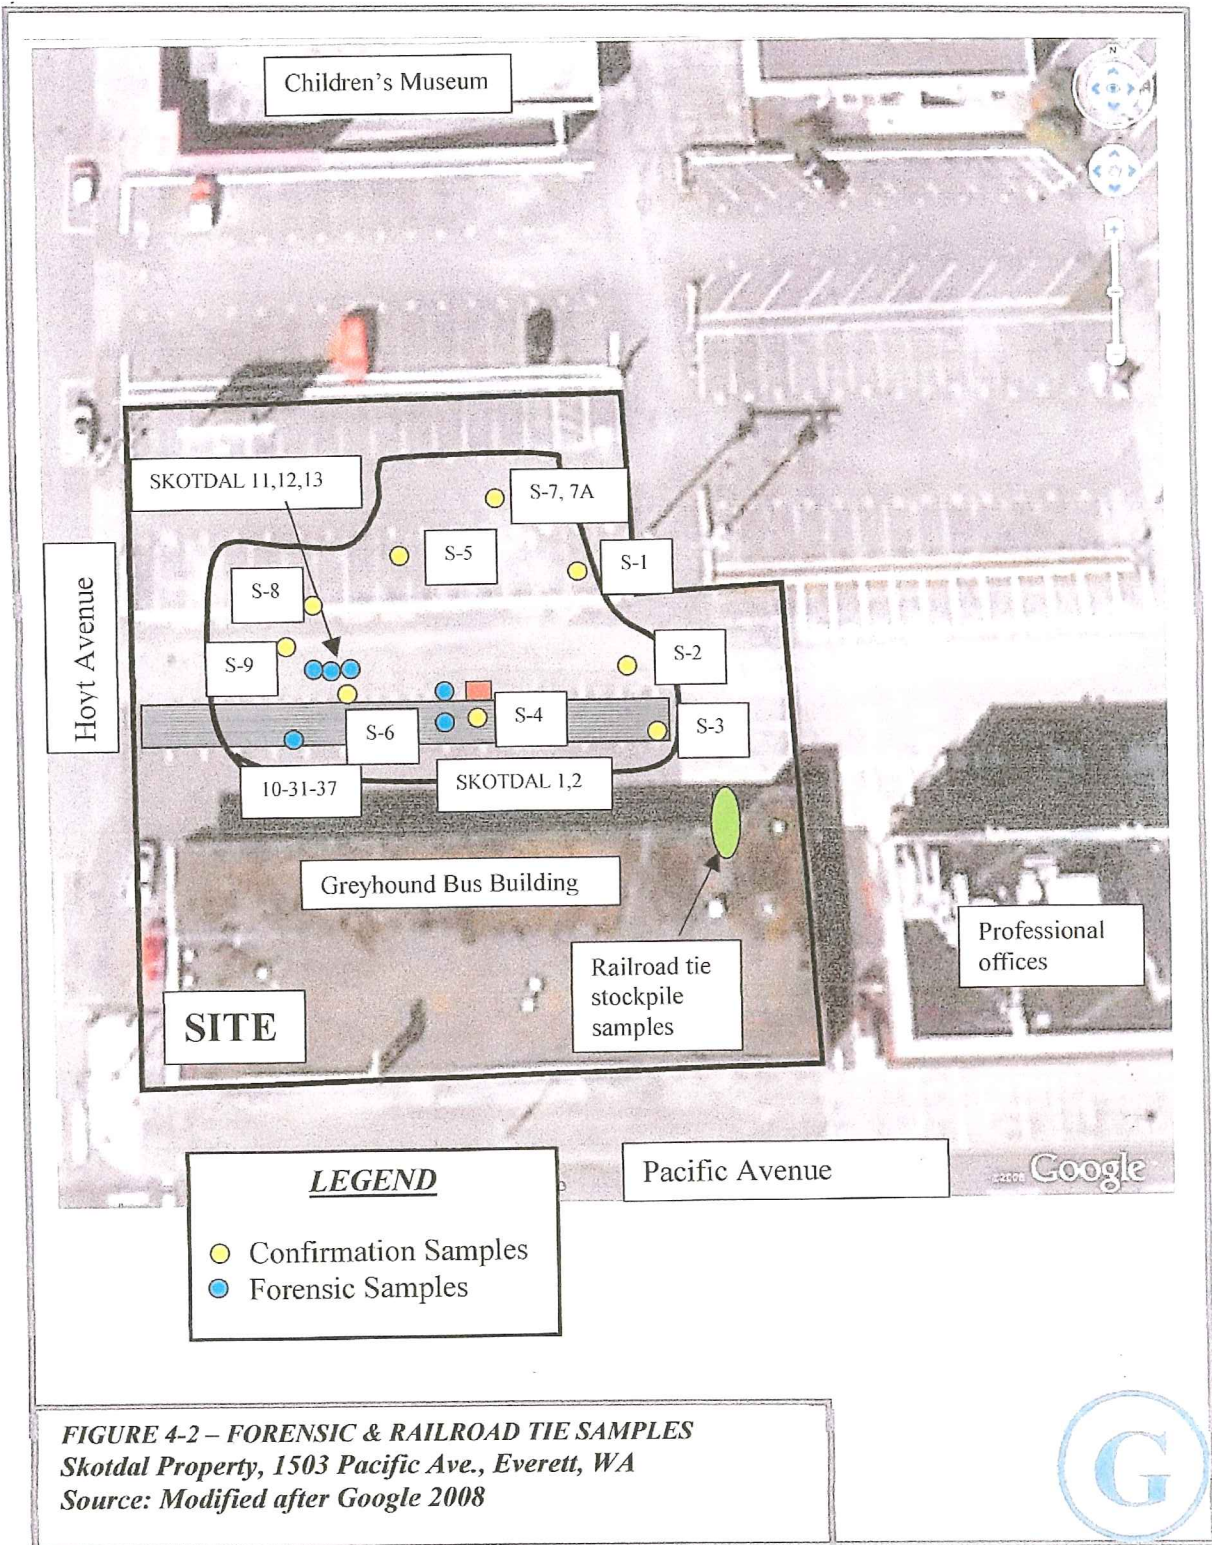 Children's Museum
N
SKOTDAL 11,12,13
S-7, 7A
S-5
S-1
S-8
Hoyt Avenue
S-9
S-2
S-4
S-6
S-3
10-31-37
SKOTDAL 1,2
Greyhound Bus Building
Professional
offices
Railroad tie
stockpile
samples
SITE
LEGEND
Confirmation Samples
Forensic Samples
Pacific Avenue
Google
FIGURE 4-2 – FORENSIC & RAILROAD TIE SAMPLES
Skotdal Property, 1503 Pacific Ave., Everett, WA
Source: Modified after Google 2008
G